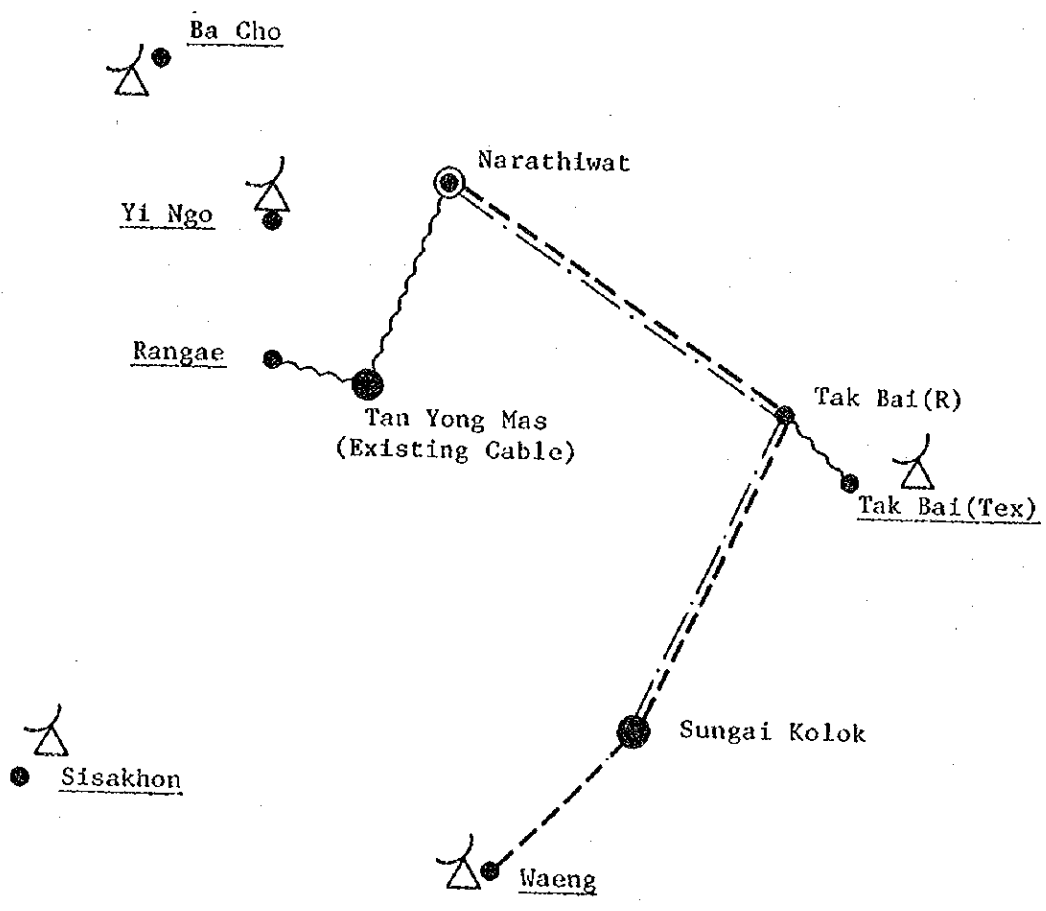 Ba Cho
Narathiwat
Yi Ngo
Rangae
Tan Yong Mas
(Existing Cable)
Tak Bai(R)
Tak Bai(Tex)
Sungai Kolok
Sisakhon
Waeng